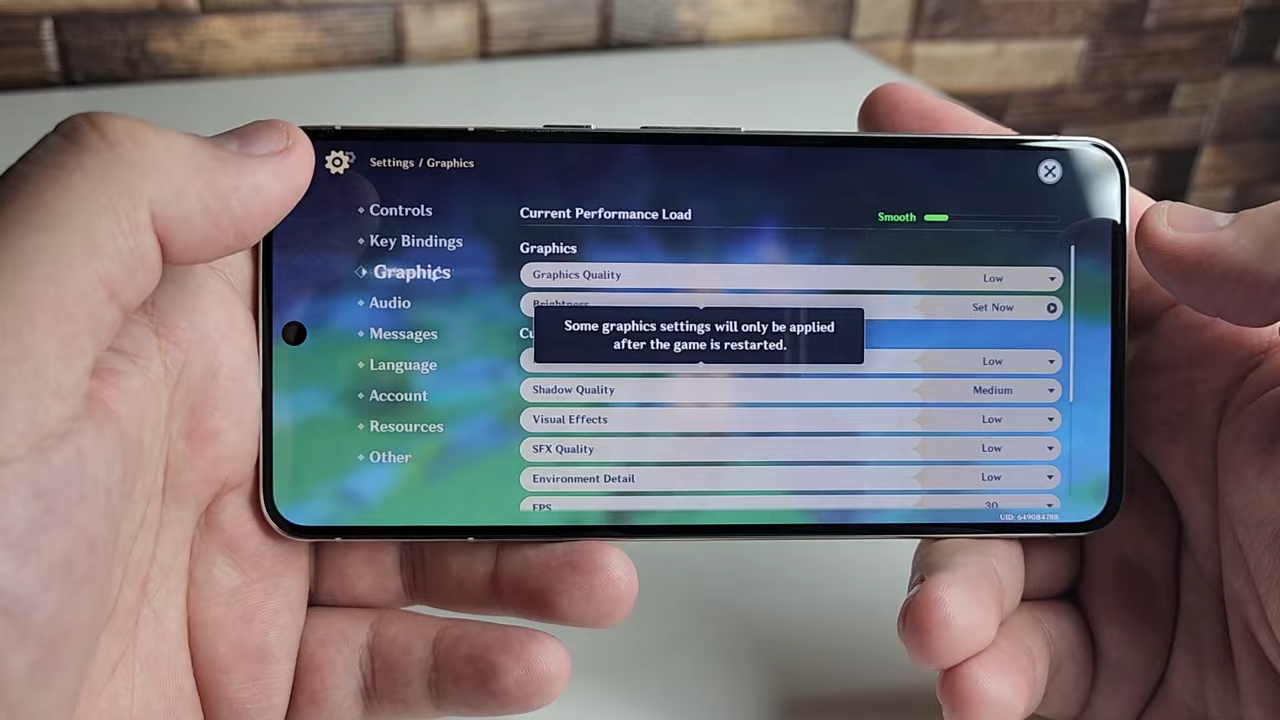 Settings / Graphics
Controls
Key Bindings
Graphics
Audio
Messages
Language
Account
Resources
Other
Current Performance Load
Smooth
Graphics
Graphics Quality Low
Brightness Set Now
Some graphics settings will only be applied
after the game is restarted.
Low
Shadow Quality Medium
Visual Effects Low
SFX Quality Low
Environment Detail Low
FPS 30
UID: 649084788